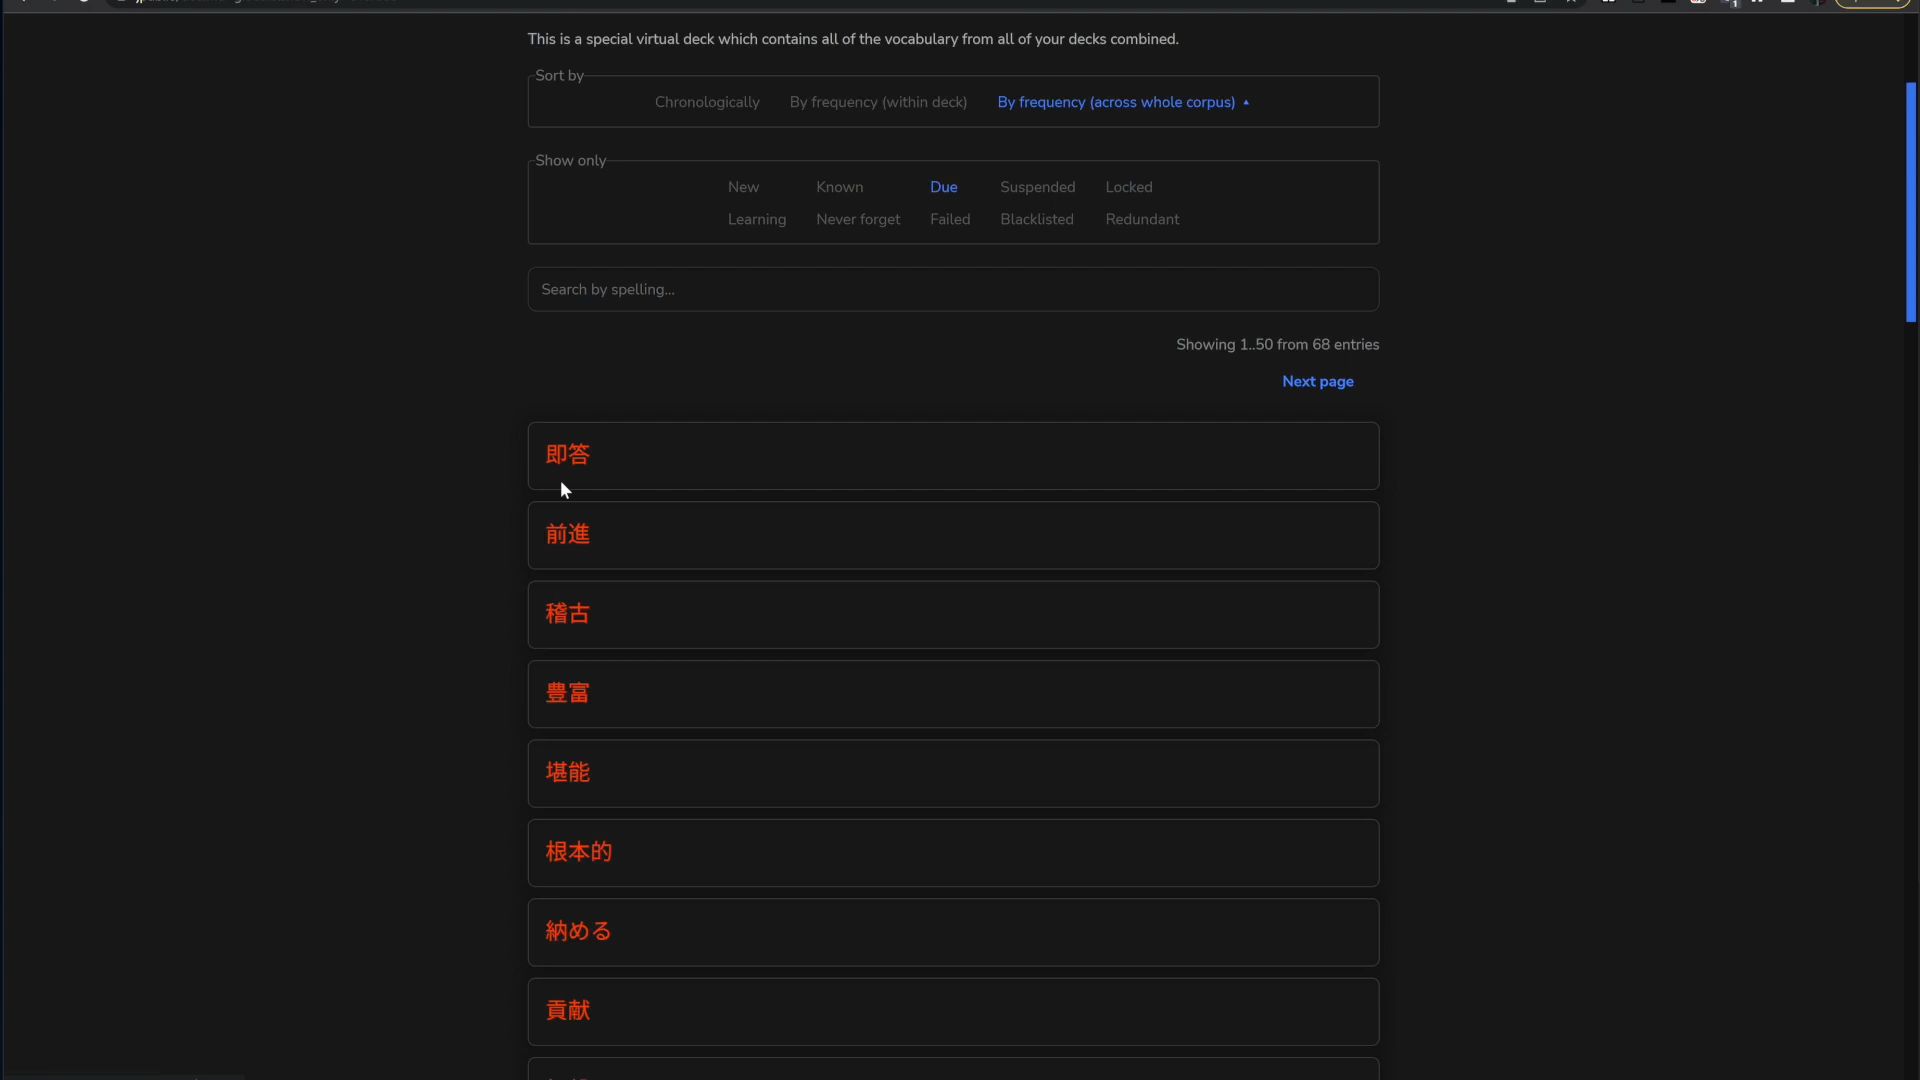 This is a special virtual deck which contains all of the vocabulary from all of your decks combined.
Sort by
Chronologically By frequency (within deck) By frequency (across whole corpus)
Show only
New Known Due Suspended Locked
Learning Never forget Failed Blacklisted Redundant
Search by spelling...
Showing 1..50 from 68 entries
Next page
即答
前進
稽古
豊富
堪能
根本的
納める
貢献